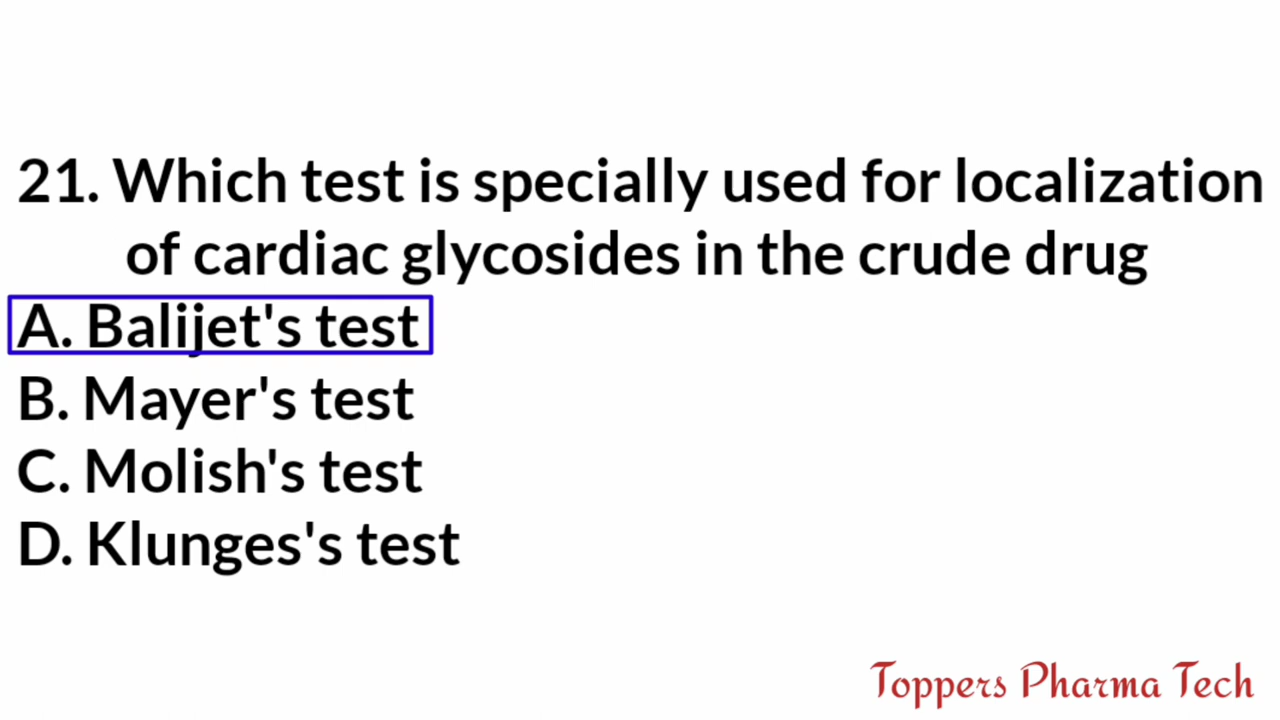 21. Which test is specially used for localization
of cardiac glycosides in the crude drug
A. Balijet's test
B. Mayer's test
C. Molish's test
D. Klunges's test
Toppers Pharma Tech